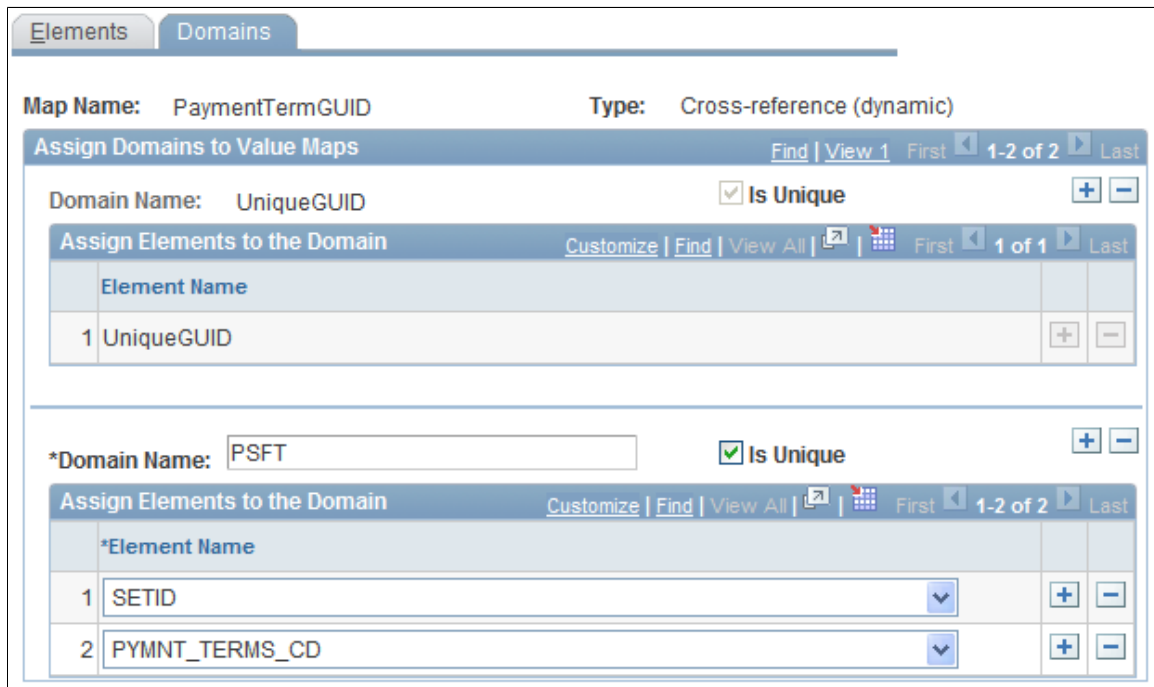 Elements Domains
Map Name: PaymentTermGUID Type: Cross-reference (dynamic)
Assign Domains to Value Maps Find | View 1 First 1-2 of 2 Last
Domain Name: UniqueGUID Is Unique
Assign Elements to the Domain Customize | Find | View All | | First 1 of 1 Last
Element Name
1 UniqueGUID
*Domain Name: PSFT Is Unique
Assign Elements to the Domain Customize | Find | View All | | First 1-2 of 2 Last
*Element Name
1 SETID
2 PYMNT_TERMS_CD